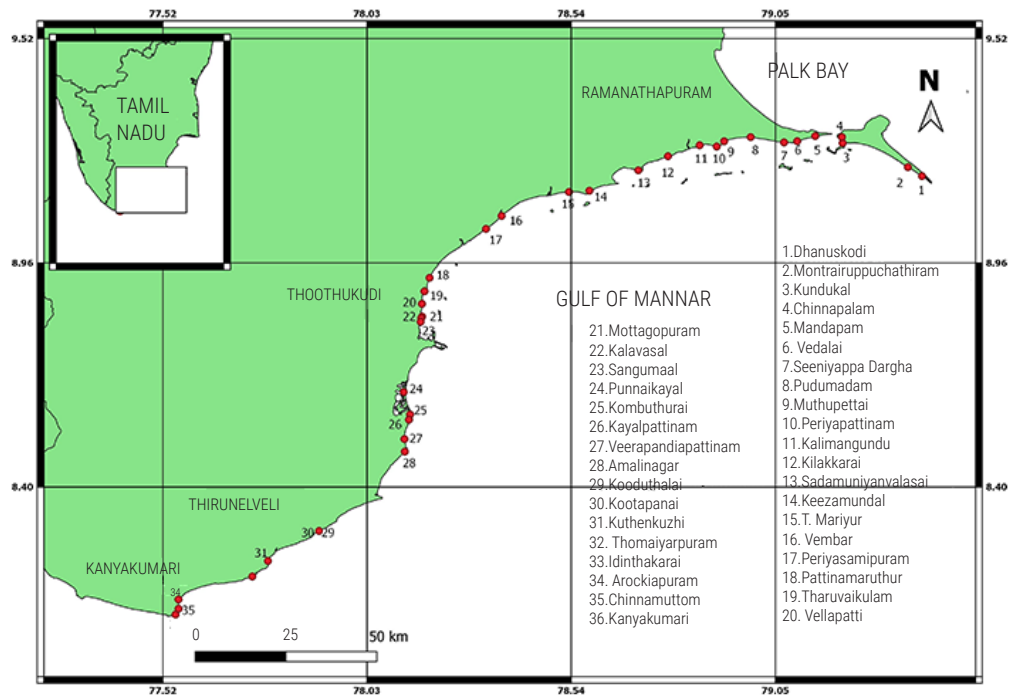 77.52 78.03 78.54 79.05
9.52 9.52
TAMIL
NADU
PALK BAY
RAMANATHAPURAM
N
4
5
6
7
3
8
9
10
11
12
13
2 1
14
15
16
17
8.96 8.96
18
THOOTHUKUDI
19
20
21
22
23
GULF OF MANNAR
24
25
26
27
28
8.40 8.40
THIRUNELVELI
30 29
31
KANYAKUMARI
34
35
0 25 50 km
1.Dhanuskodi
2.Montrairuppuchathiram
3.Kundukal
4.Chinnapalam
5.Mandapam
6. Vedalai
7.Seeniyappa Dargha
8.Pudumadam
9.Muthupettai
10.Periyapattinam
11.Kalimangundu
12.Kilakkarai
13.Sadamuniyanvalasai
14.Keezamundal
15.T. Mariyur
16. Vembar
17.Periyasamipuram
18.Pattinamaruthur
19.Tharuvaikulam
20. Vellapatti
21.Mottagopuram
22.Kalavasal
23.Sangumaal
24.Punnaikayal
25.Kombuthurai
26.Kayalpattinam
27.Veerapandiapattinam
28.Amalinagar
29.Kooduthalai
30.Kootapanai
31.Kuthenkuzhi
32. Thomaiyarpuram
33.Idinthakarai
34. Arockiapuram
35.Chinnamuttom
36.Kanyakumari
77.52 78.03 78.54 79.05